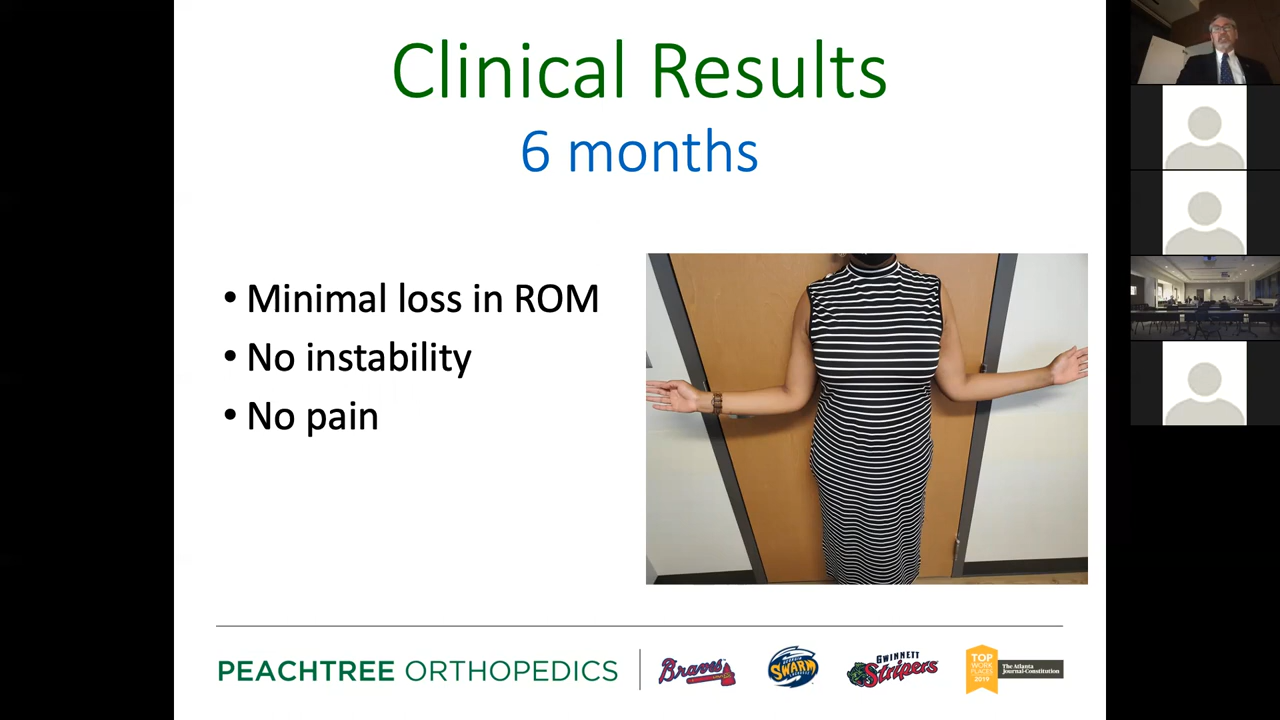 Clinical Results
6 months
• Minimal loss in ROM
• No instability
• No pain
PEACHTREE ORTHOPEDICS
Braves
SWARM
GWINNETT
Stripers
TOP
WORK
PLACES
2019
The Atlanta
Journal-Constitution